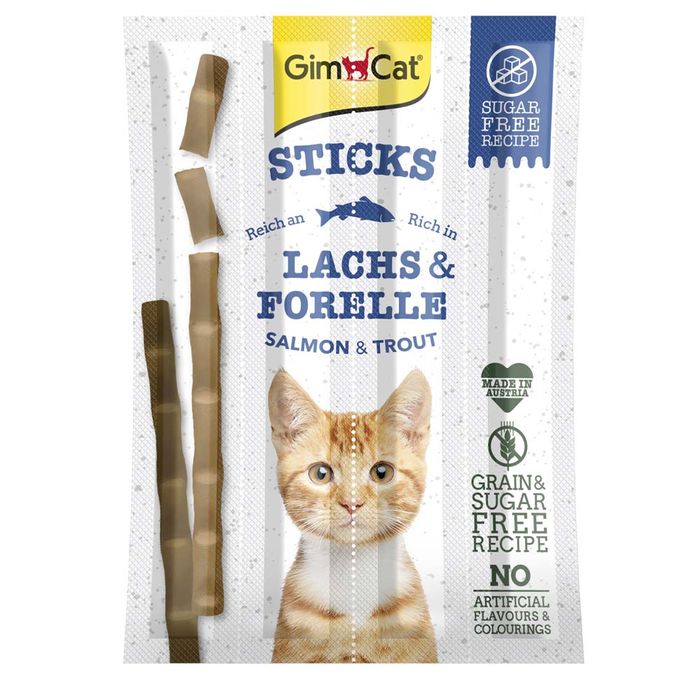 GimCat
SUGAR
FREE
RECIPE
STICKS
Reich an
Rich in
LACHS &
FORELLE
SALMON & TROUT
MADE IN
AUSTRIA
GRAIN&
SUGAR
FREE
RECIPE
NO
ARTIFICIAL
FLAVOURS &
COLOURINGS